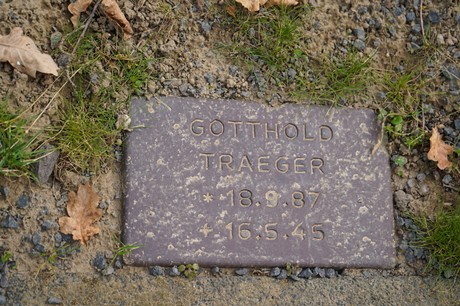 GOTTHOLD
TRAEGER
* 18.9.87
+ 16.5.45